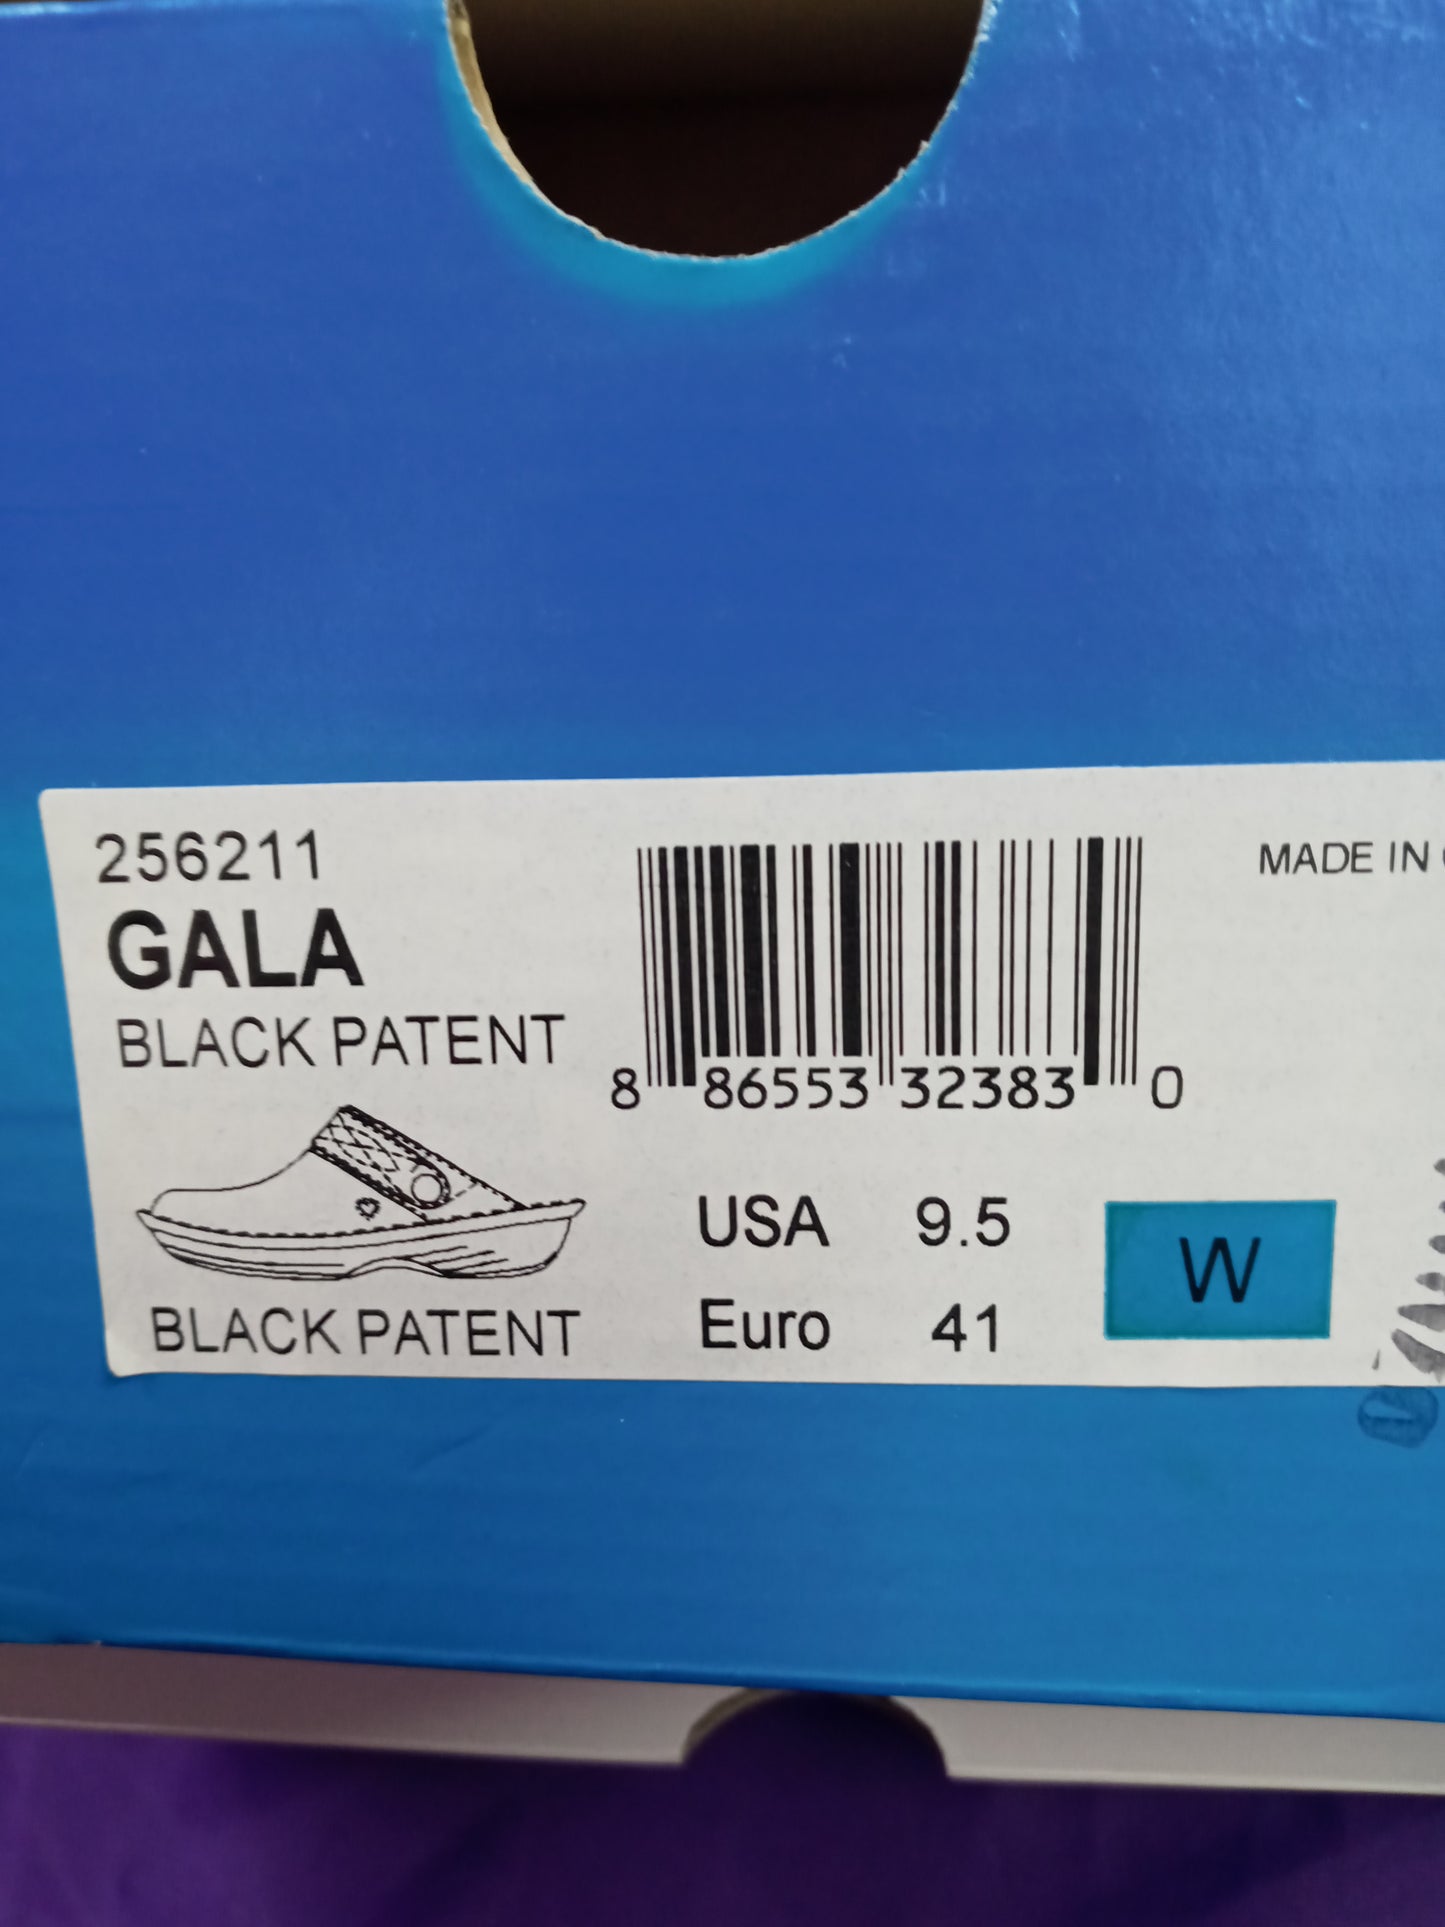 256211
GALA
BLACK PATENT
8 86553 32383 0
MADE IN
BLACK PATENT
USA 9.5
Euro 41
W